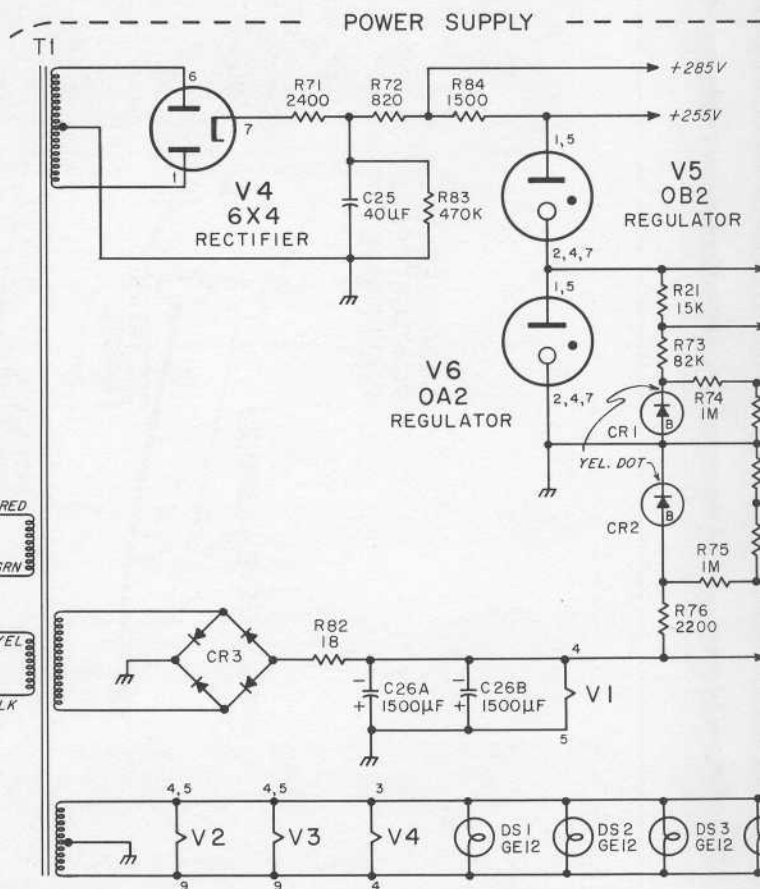 POWER SUPPLY
T1
6
7
1
V4
6X4
RECTIFIER
R71
2400
R72
820
R84
1500
+285V
+255V
C25
40µF
R83
470K
1,5
2,4,7
V5
OB2
REGULATOR
1,5
2,4,7
V6
OA2
REGULATOR
R21
15K
R73
82K
R74
1M
CR1
B
YEL. DOT
CR2
B
R75
1M
R76
2200
RED
GRN
YEL
LK
CR3
R82
18
−
+
C26A
1500µF
−
+
C26B
1500µF
4
V1
5
4,5
V2
9
4,5
V3
9
3
V4
4
DS1
GE12
DS2
GE12
DS3
GE12